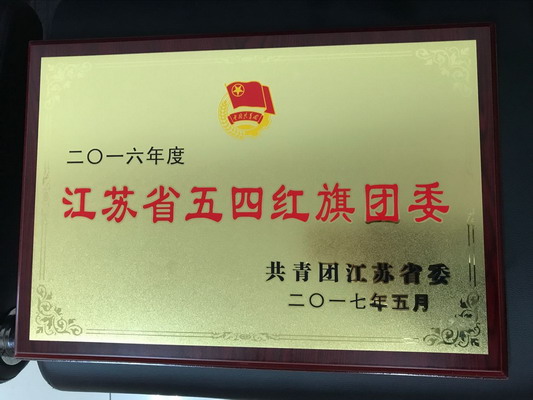 二〇一六年度
江苏省五四红旗团委
共青团江苏省委
二〇一七年五月